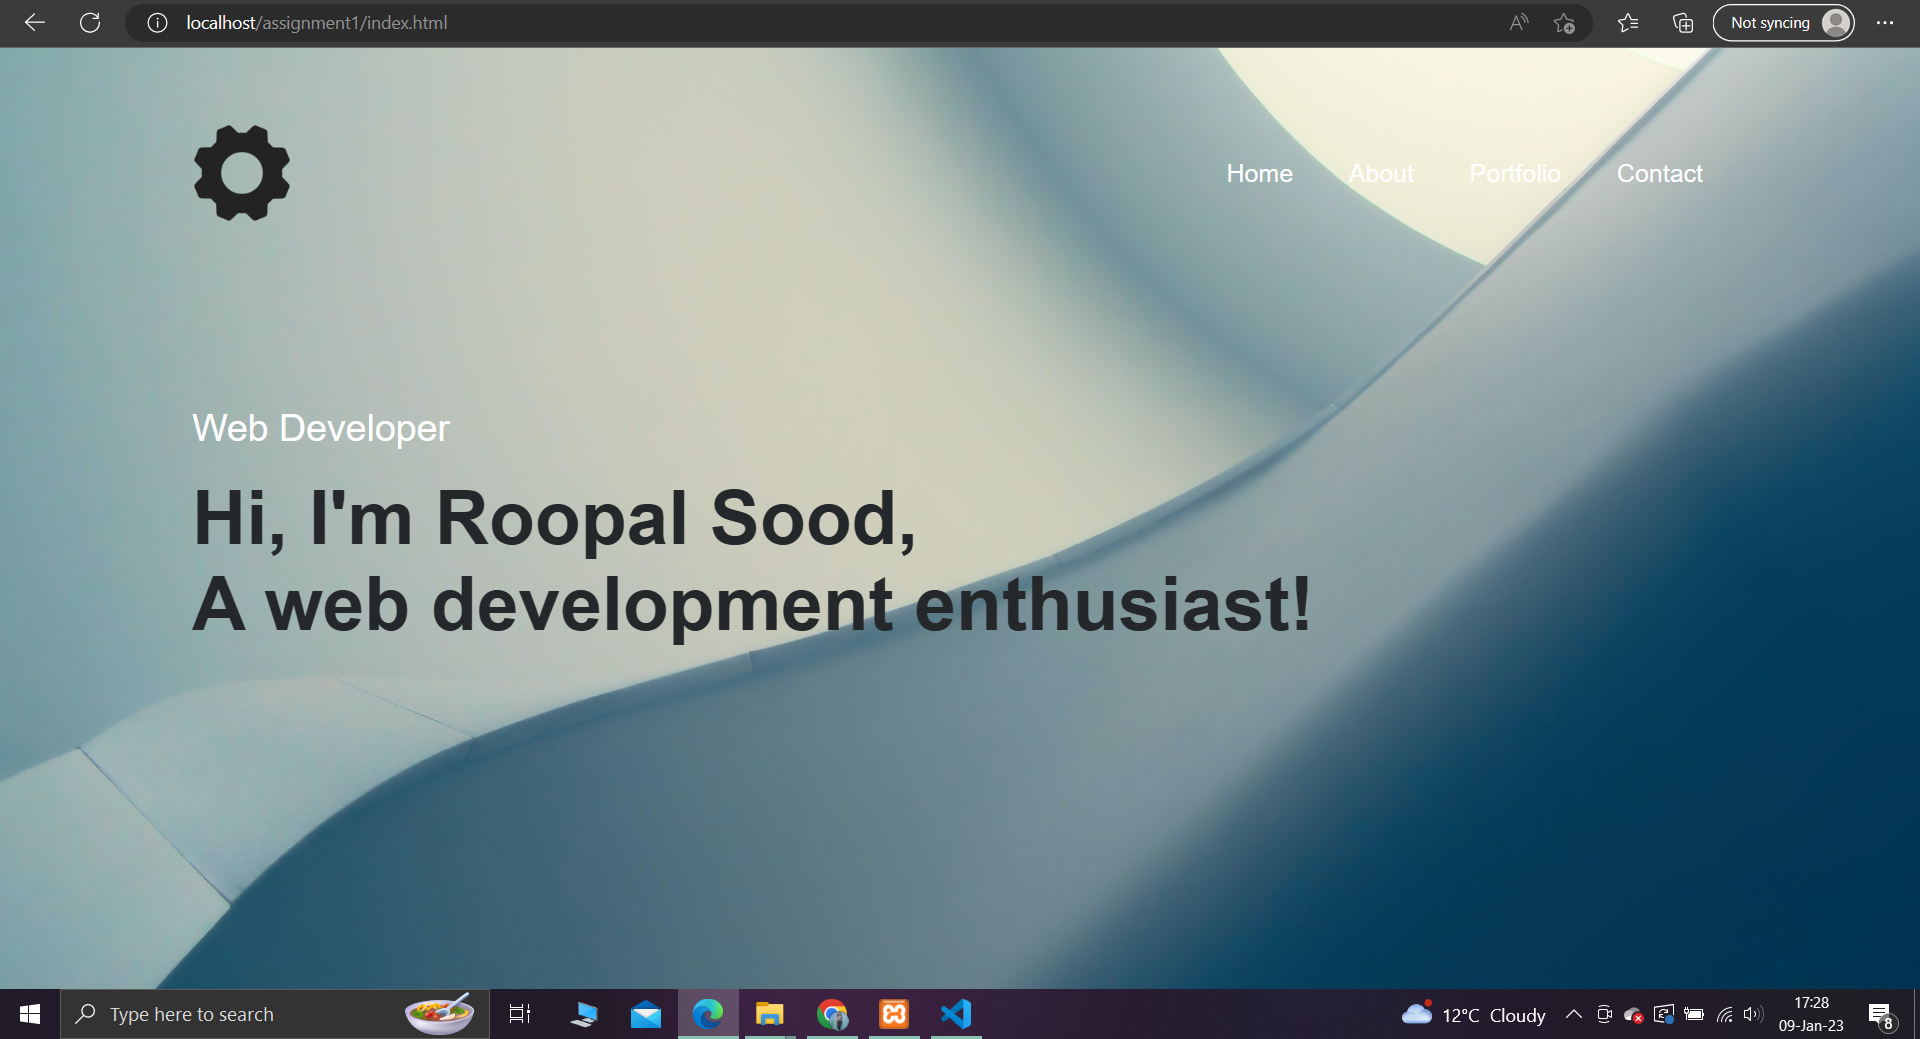 localhost/assignment1/index.html
Not syncing
Home About Portfolio Contact
Web Developer
Hi, I'm Roopal Sood,
A web development enthusiast!
Type here to search
12°C Cloudy
17:28
09-Jan-23
8